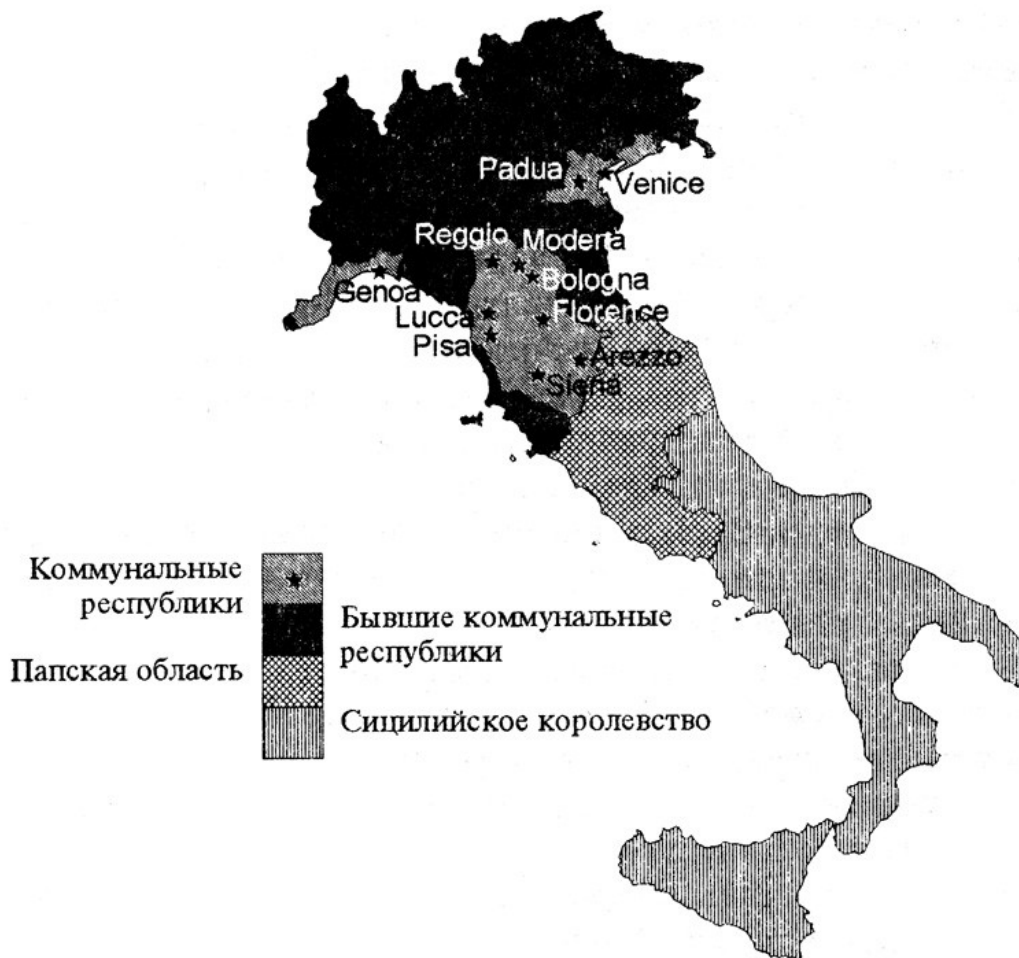 Padua
Venice
Reggio
Modena
Bologna
Genoa
Lucca
Florence
Pisa
Arezzo
Siena
Коммунальные
республики
Бывшие коммунальные
республики
Папская область
Сицилийское королевство